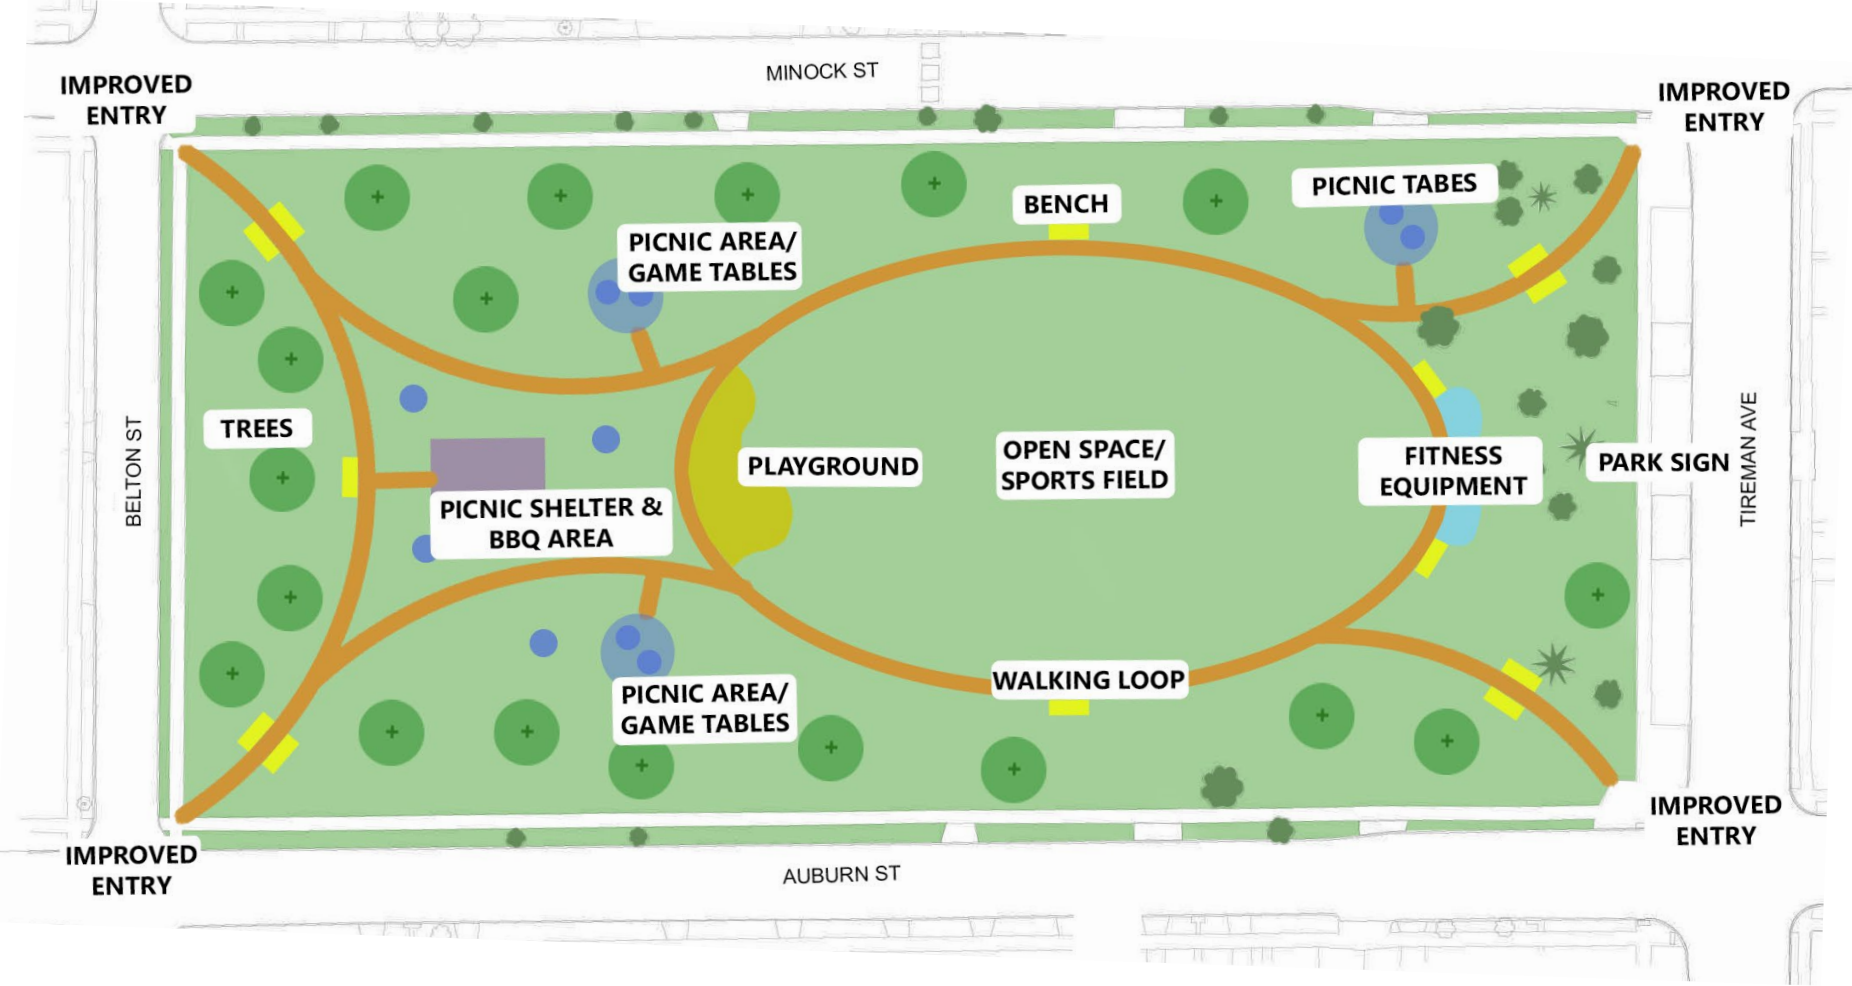 MINOCK ST
IMPROVED
ENTRY
IMPROVED
ENTRY
PICNIC TABES
BENCH
PICNIC AREA/
GAME TABLES
TREES
BELTON ST
PLAYGROUND
OPEN SPACE/
SPORTS FIELD
FITNESS
EQUIPMENT
PARK SIGN
TIREMAN AVE
PICNIC SHELTER &
BBQ AREA
WALKING LOOP
PICNIC AREA/
GAME TABLES
IMPROVED
ENTRY
IMPROVED
ENTRY
AUBURN ST